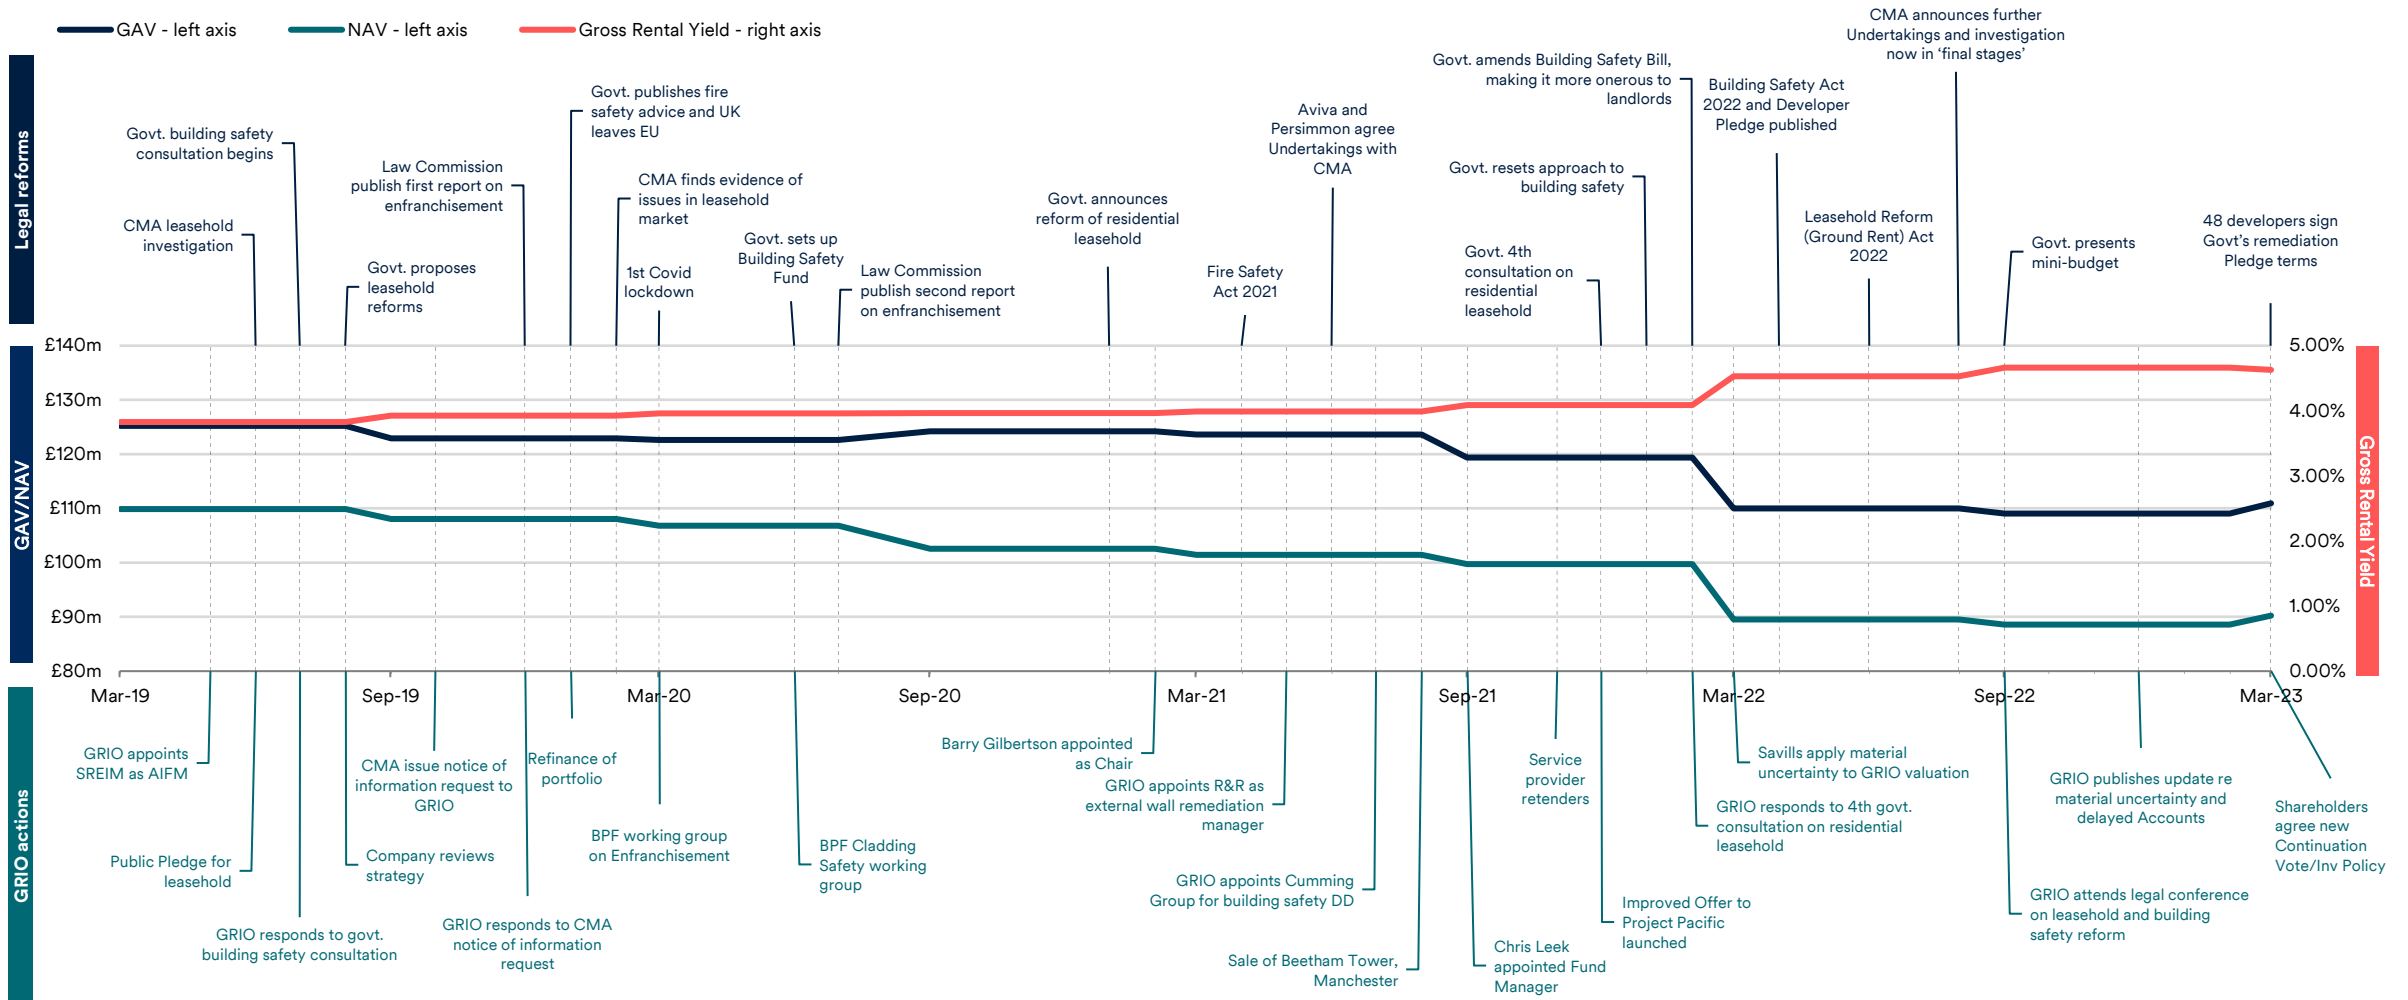 GAV - left axis
NAV - left axis
Gross Rental Yield - right axis
Legal reforms
CMA leasehold
investigation
Govt. building safety
consultation begins
Govt. proposes
leasehold
reforms
Law Commission
publish first report on
enfranchisement
Govt. publishes fire
safety advice and UK
leaves EU
CMA finds evidence of
issues in leasehold
market
1st Covid
lockdown
Govt. sets up
Building Safety
Fund
Law Commission
publish second report
on enfranchisement
Govt. announces
reform of residential
leasehold
Fire Safety
Act 2021
Aviva and
Persimmon agree
Undertakings with
CMA
Govt. 4th
consultation on
residential
leasehold
Govt. resets approach to
building safety
Govt. amends Building Safety Bill,
making it more onerous to
landlords
Building Safety Act
2022 and Developer
Pledge published
Leasehold Reform
(Ground Rent) Act
2022
CMA announces further
Undertakings and investigation
now in ‘final stages’
Govt. presents
mini-budget
48 developers sign
Govt’s remediation
Pledge terms
GAV/NAV
£140m
£130m
£120m
£110m
£100m
£90m
£80m
5.00%
4.00%
3.00%
2.00%
1.00%
0.00%
Gross Rental Yield
Mar-19
Sep-19
Mar-20
Sep-20
Mar-21
Sep-21
Mar-22
Sep-22
Mar-23
GRIO actions
GRIO appoints
SREIM as AIFM
Public Pledge for
leasehold
GRIO responds to govt.
building safety consultation
Company reviews
strategy
CMA issue notice of
information request to
GRIO
GRIO responds to CMA
notice of information
request
Refinance of
portfolio
BPF working group
on Enfranchisement
BPF Cladding
Safety working
group
Barry Gilbertson appointed
as Chair
GRIO appoints R&R as
external wall remediation
manager
GRIO appoints Cumming
Group for building safety DD
Sale of Beetham Tower,
Manchester
Chris Leek
appointed Fund
Manager
Service
provider
retenders
Improved Offer to
Project Pacific
launched
GRIO responds to 4th govt.
consultation on residential
leasehold
Savills apply material
uncertainty to GRIO valuation
GRIO attends legal conference
on leasehold and building
safety reform
GRIO publishes update re
material uncertainty and
delayed Accounts
Shareholders
agree new
Continuation
Vote/Inv Policy